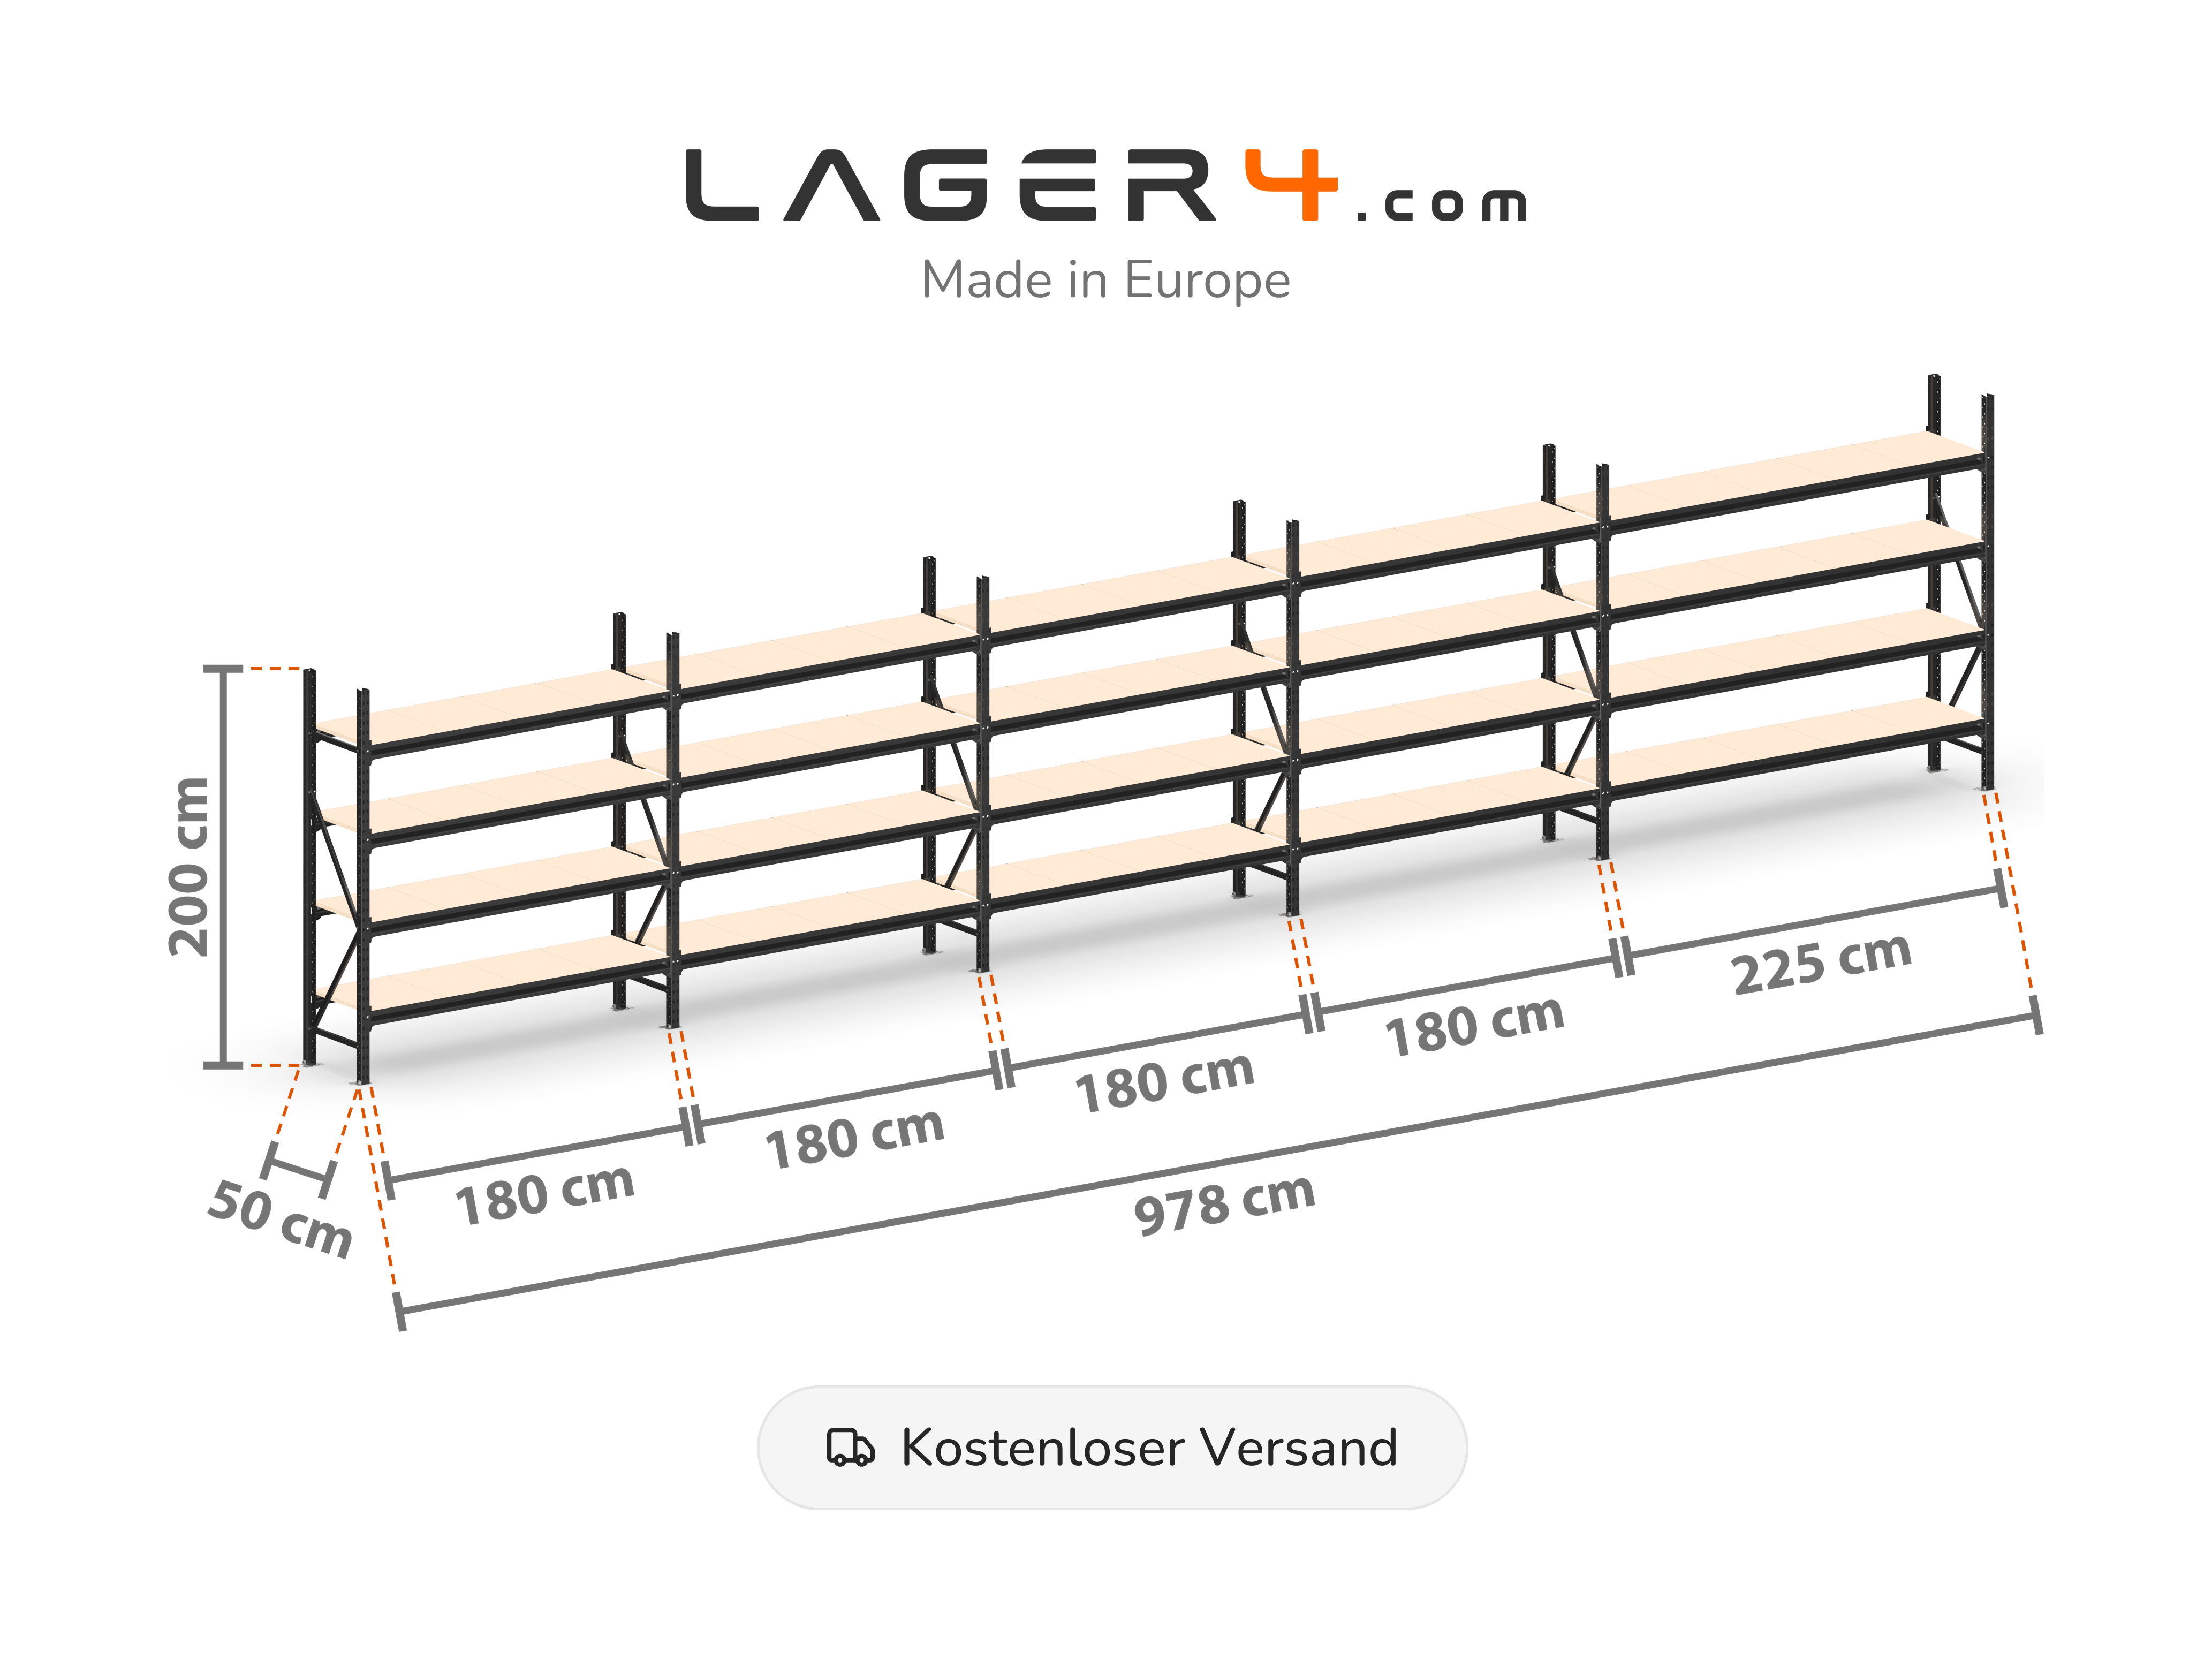 LAGER4.com
Made in Europe
200 cm
50 cm
180 cm
180 cm
180 cm
180 cm
225 cm
978 cm
Kostenloser Versand